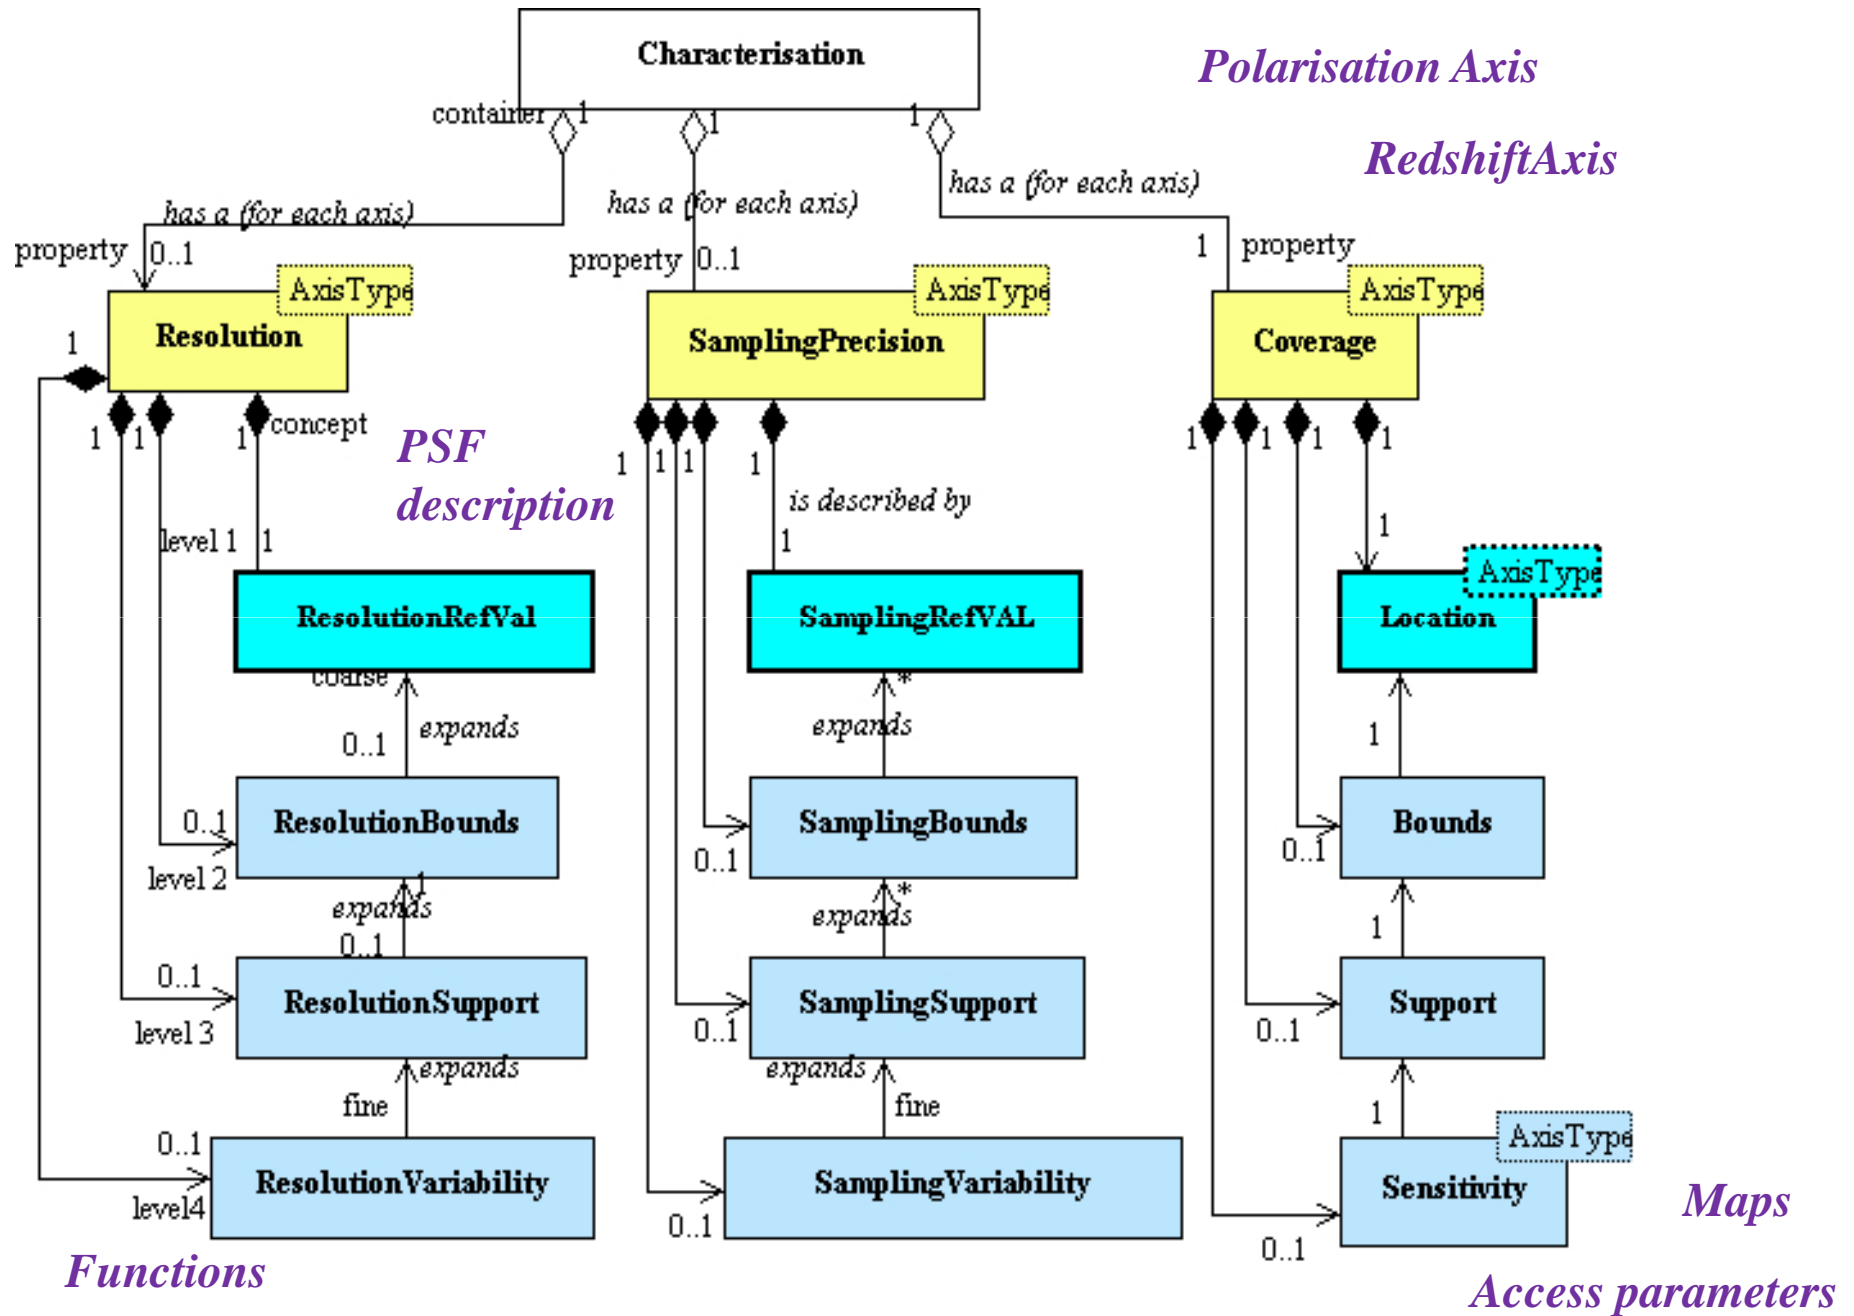 Characterisation
Polarisation Axis
RedshiftAxis
container 1
1
1
has a (for each axis)
has a (for each axis)
has a (for each axis)
property 0..1
property 0..1
1 property
AxisType
Resolution
AxisType
SamplingPrecision
AxisType
Coverage
1
1 1 1 concept
PSF
description
1 1 1 1
1 1 1 1
is described by
level 1 1
1
1
AxisType
ResolutionRefVal
SamplingRefVAL
Location
coarse
*
expands
0..1
expands
1
0..1
level 2
ResolutionBounds
0..1
SamplingBounds
0..1
Bounds
1
expands
0..1
*
expands
1
0..1
level 3
ResolutionSupport
0..1
SamplingSupport
0..1
Support
expands
fine
expands
fine
1
AxisType
0..1
level4
ResolutionVariability
0..1
SamplingVariability
0..1
Sensitivity
Maps
Functions
Access parameters